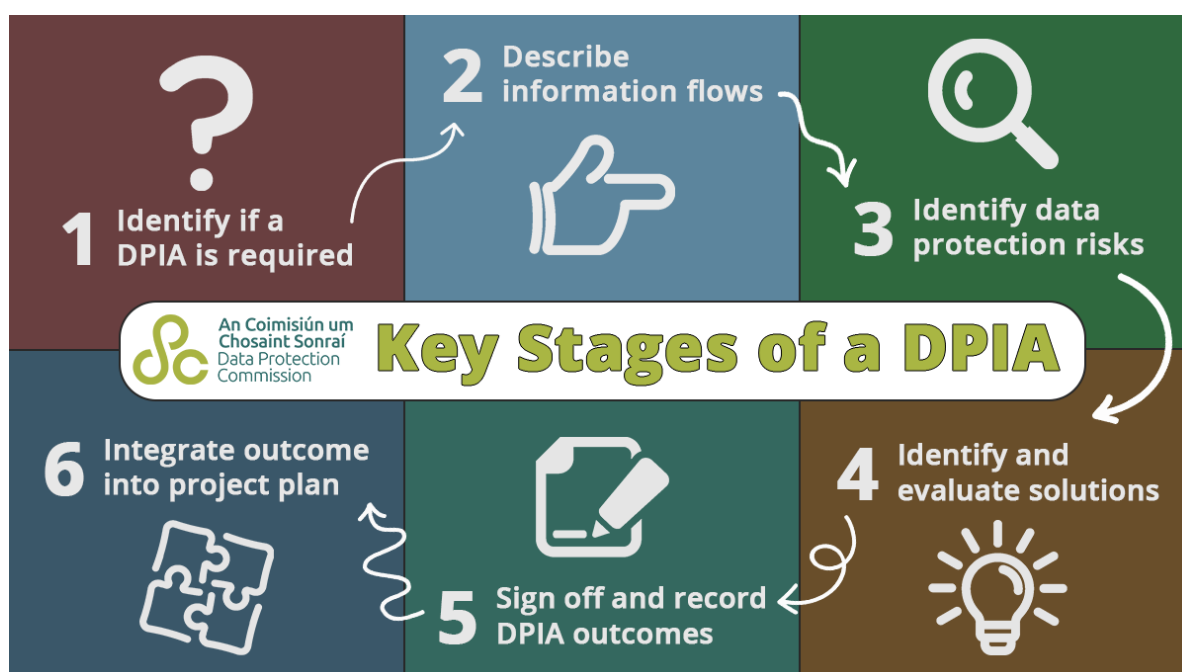 1 Identify if a
DPIA is required
2 Describe
information flows
3 Identify data
protection risks
An Coimisiún um
Chosaint Sonraí
Data Protection
Commission
Key Stages of a DPIA
4 Identify and
evaluate solutions
5 Sign off and record
DPIA outcomes
6 Integrate outcome
into project plan